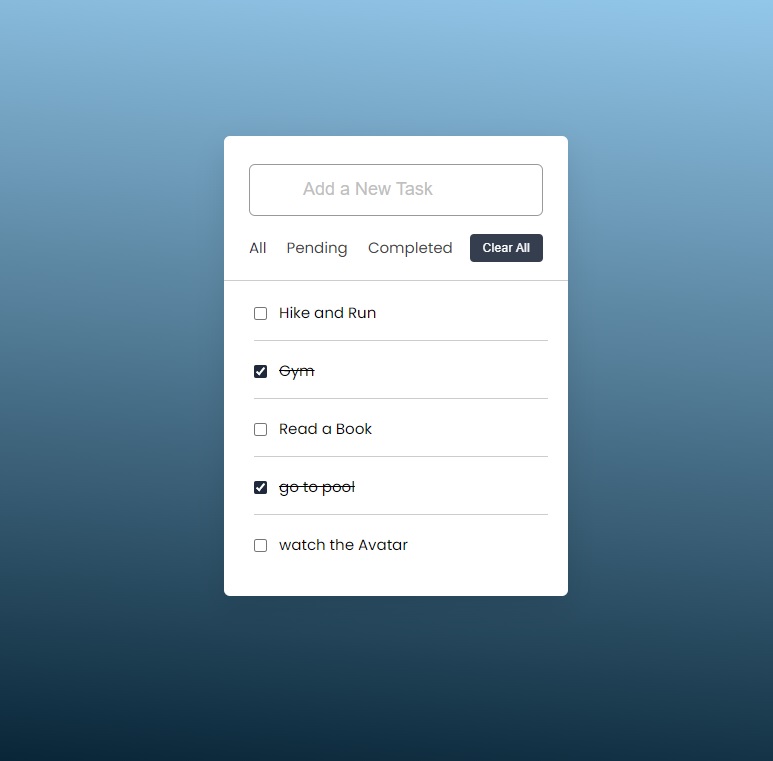 Add a New Task
All Pending Completed Clear All
Hike and Run
Gym
Read a Book
go to pool
watch the Avatar